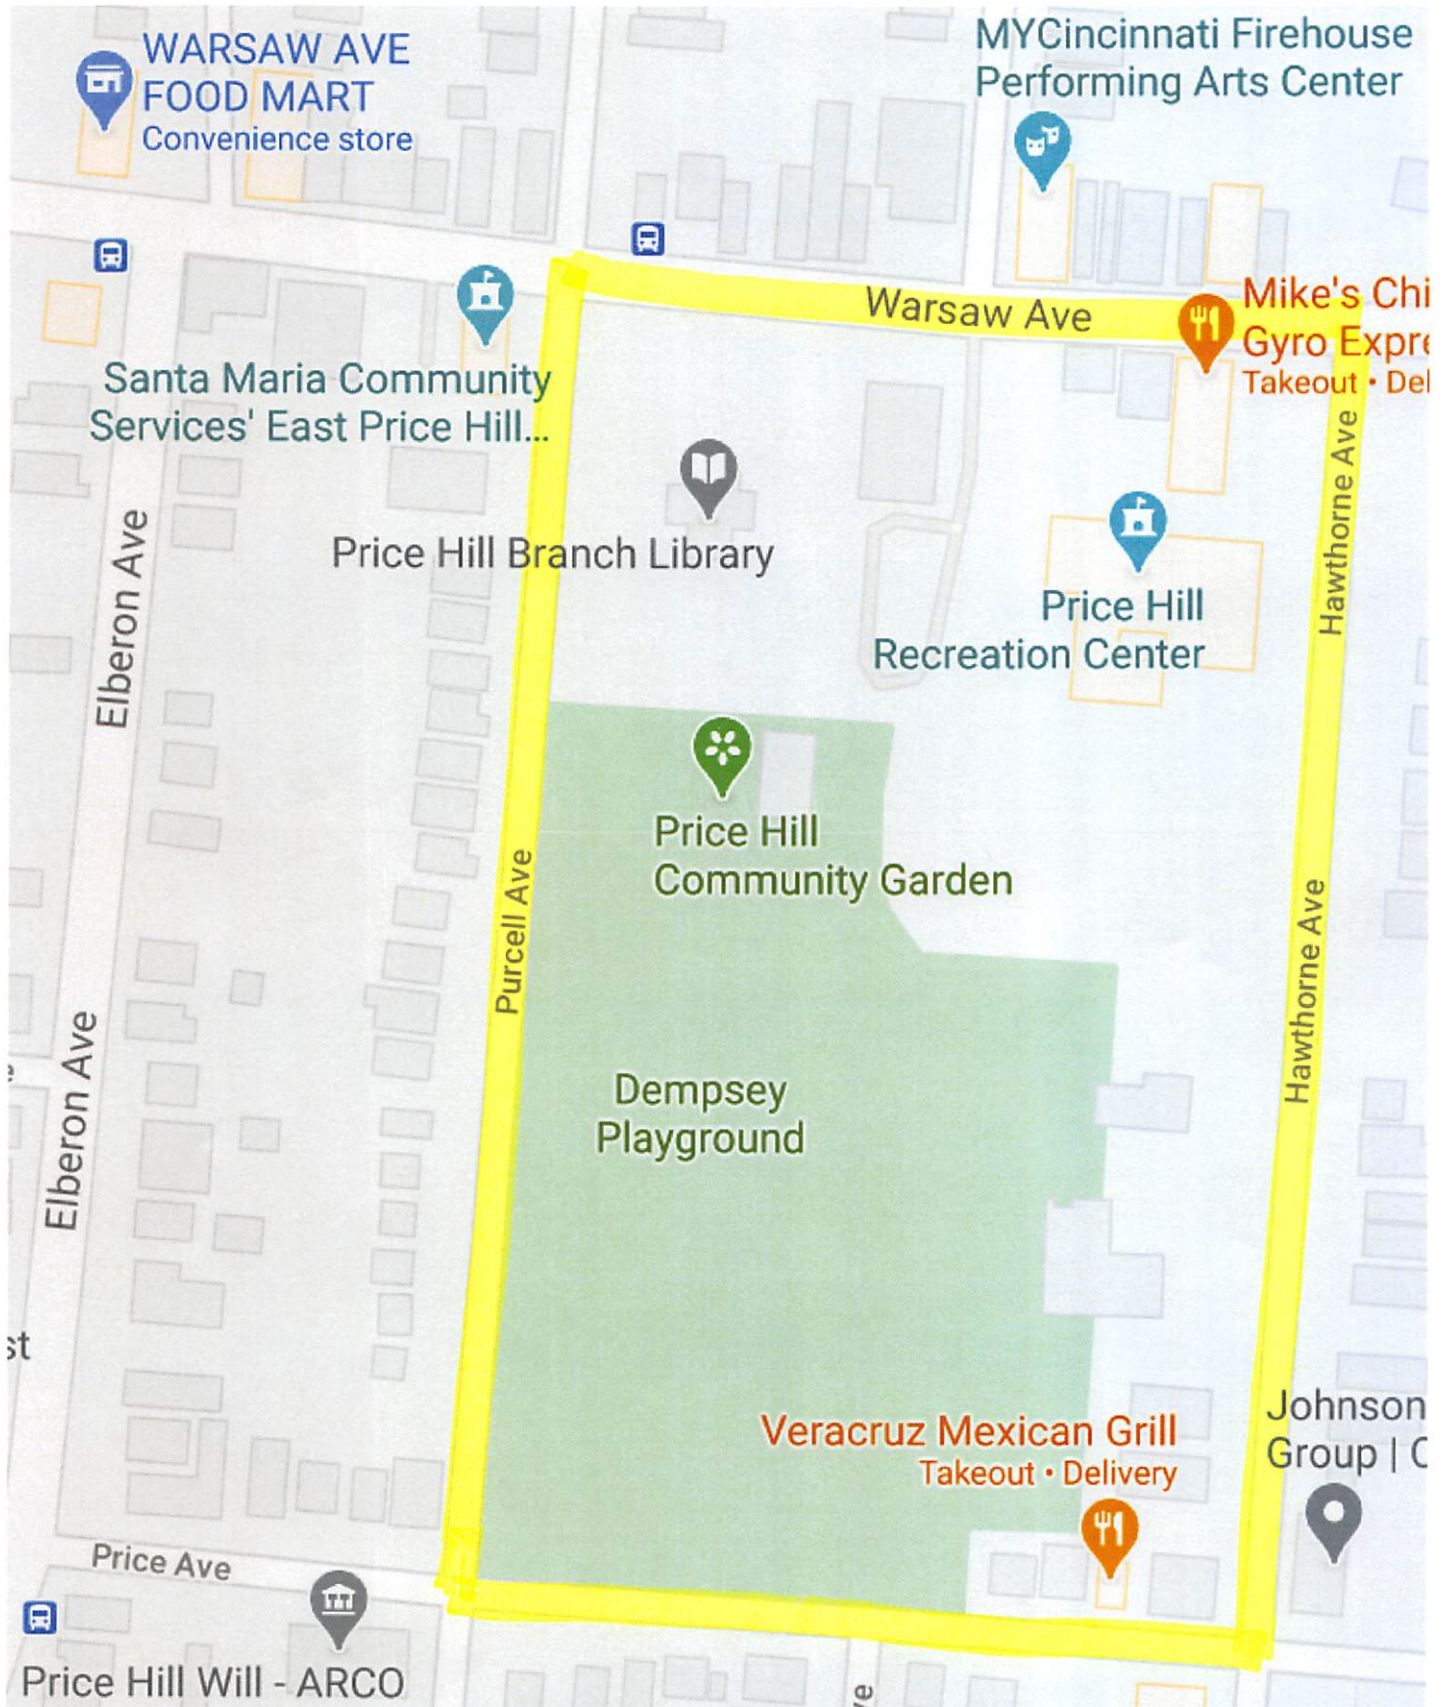 WARSAW AVE
FOOD MART
Convenience store
MYCincinnati Firehouse
Performing Arts Center
Warsaw Ave
Mike's Chi
Gyro Expre
Takeout • Del
Santa Maria Community
Services' East Price Hill...
Price Hill Branch Library
Hawthorne Ave
Elberon Ave
Price Hill
Recreation Center
Price Hill
Community Garden
Purcell Ave
Hawthorne Ave
Elberon Ave
Dempsey
Playground
st
Veracruz Mexican Grill
Takeout • Delivery
Johnson
Group | C
Price Ave
Price Hill Will - ARCO
ve